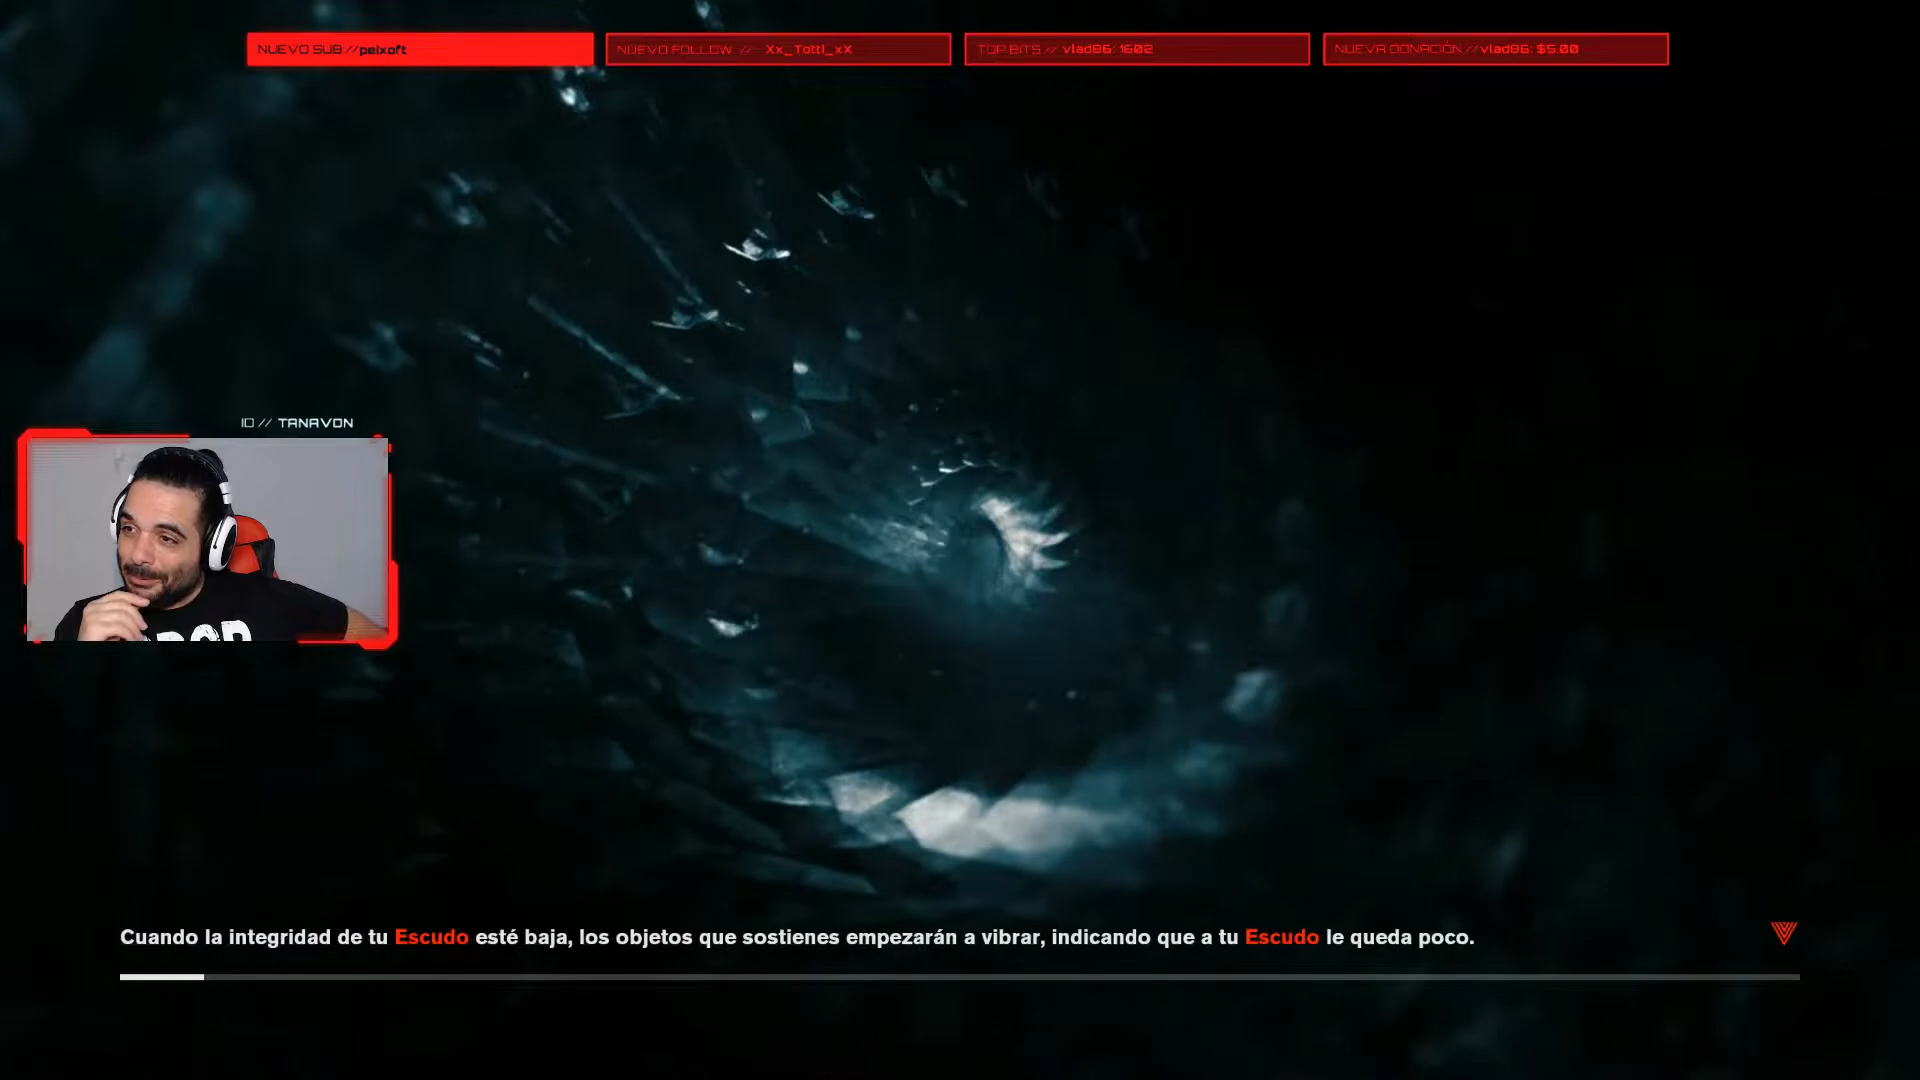 NUEVO SUB //peixoft
NUEVO FOLLOW // Xx_Totti_xX
TOP BITS // vlad86: 1602
NUEVA DONACIÓN //vlad86: $5.00
ID // TANAVON
Cuando la integridad de tu Escudo esté baja, los objetos que sostienes empezarán a vibrar, indicando que a tu Escudo le queda poco.